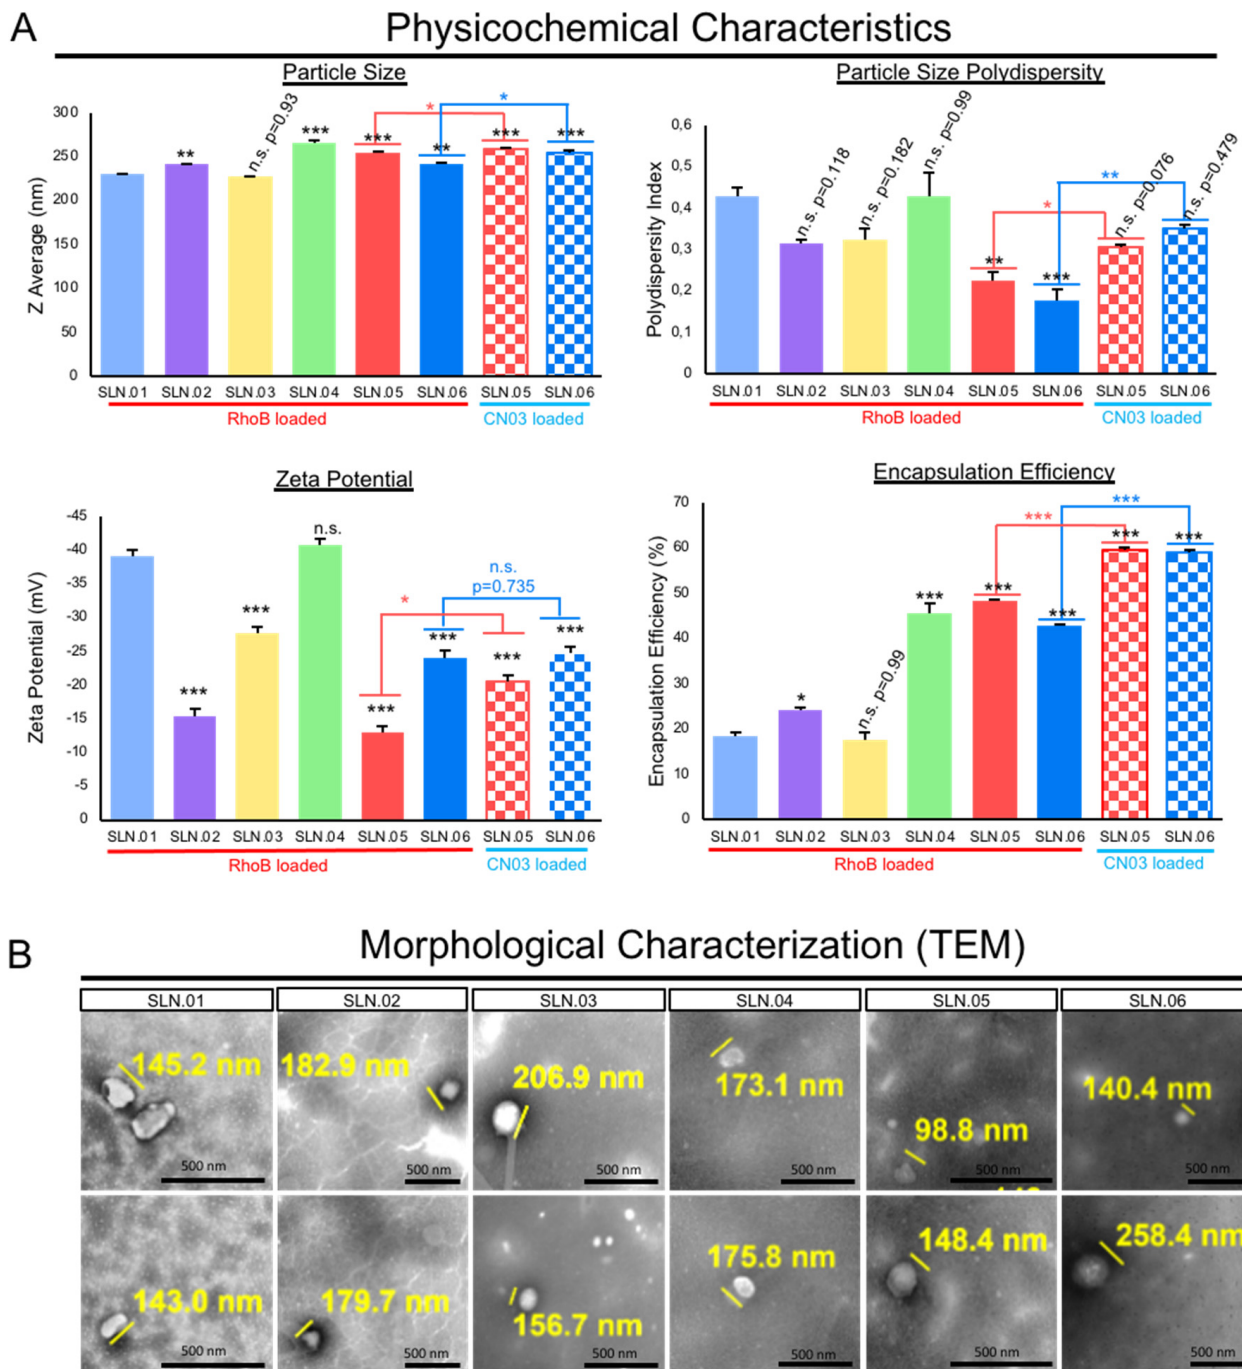 A
Physicochemical Characteristics
Particle Size
Z Average (nm)
300
250
200
150
100
50
0
**
n.s. p=0.93
***
***
**
***
***
*
*
SLN.01 SLN.02 SLN.03 SLN.04 SLN.05 SLN.06 SLN.05 SLN.06
RhoB loaded CN03 loaded
Particle Size Polydispersity
Polydispersity Index
0,6
0,5
0,4
0,3
0,2
0,1
0
n.s. p=0.118
n.s. p=0.182
n.s. p=0.99
**
***
n.s. p=0.076
n.s. p=0.479
*
**
SLN.01 SLN.02 SLN.03 SLN.04 SLN.05 SLN.06 SLN.05 SLN.06
RhoB loaded CN03 loaded
Zeta Potential
Zeta Potential (mV)
-45
-40
-35
-30
-25
-20
-15
-10
-5
0
***
***
n.s.
***
***
***
***
*
n.s.
p=0.735
SLN.01 SLN.02 SLN.03 SLN.04 SLN.05 SLN.06 SLN.05 SLN.06
RhoB loaded CN03 loaded
Encapsulation Efficiency
Encapsulation Efficiency (%)
70
60
50
40
30
20
10
0
*
n.s. p=0.99
***
***
***
***
***
***
***
SLN.01 SLN.02 SLN.03 SLN.04 SLN.05 SLN.06 SLN.05 SLN.06
RhoB loaded CN03 loaded
B
Morphological Characterization (TEM)
SLN.01 SLN.02 SLN.03 SLN.04 SLN.05 SLN.06
145.2 nm
500 nm
182.9 nm
500 nm
206.9 nm
500 nm
173.1 nm
500 nm
98.8 nm
500 nm
140.4 nm
500 nm
143.0 nm
500 nm
179.7 nm
500 nm
156.7 nm
500 nm
175.8 nm
500 nm
148.4 nm
500 nm
258.4 nm
500 nm